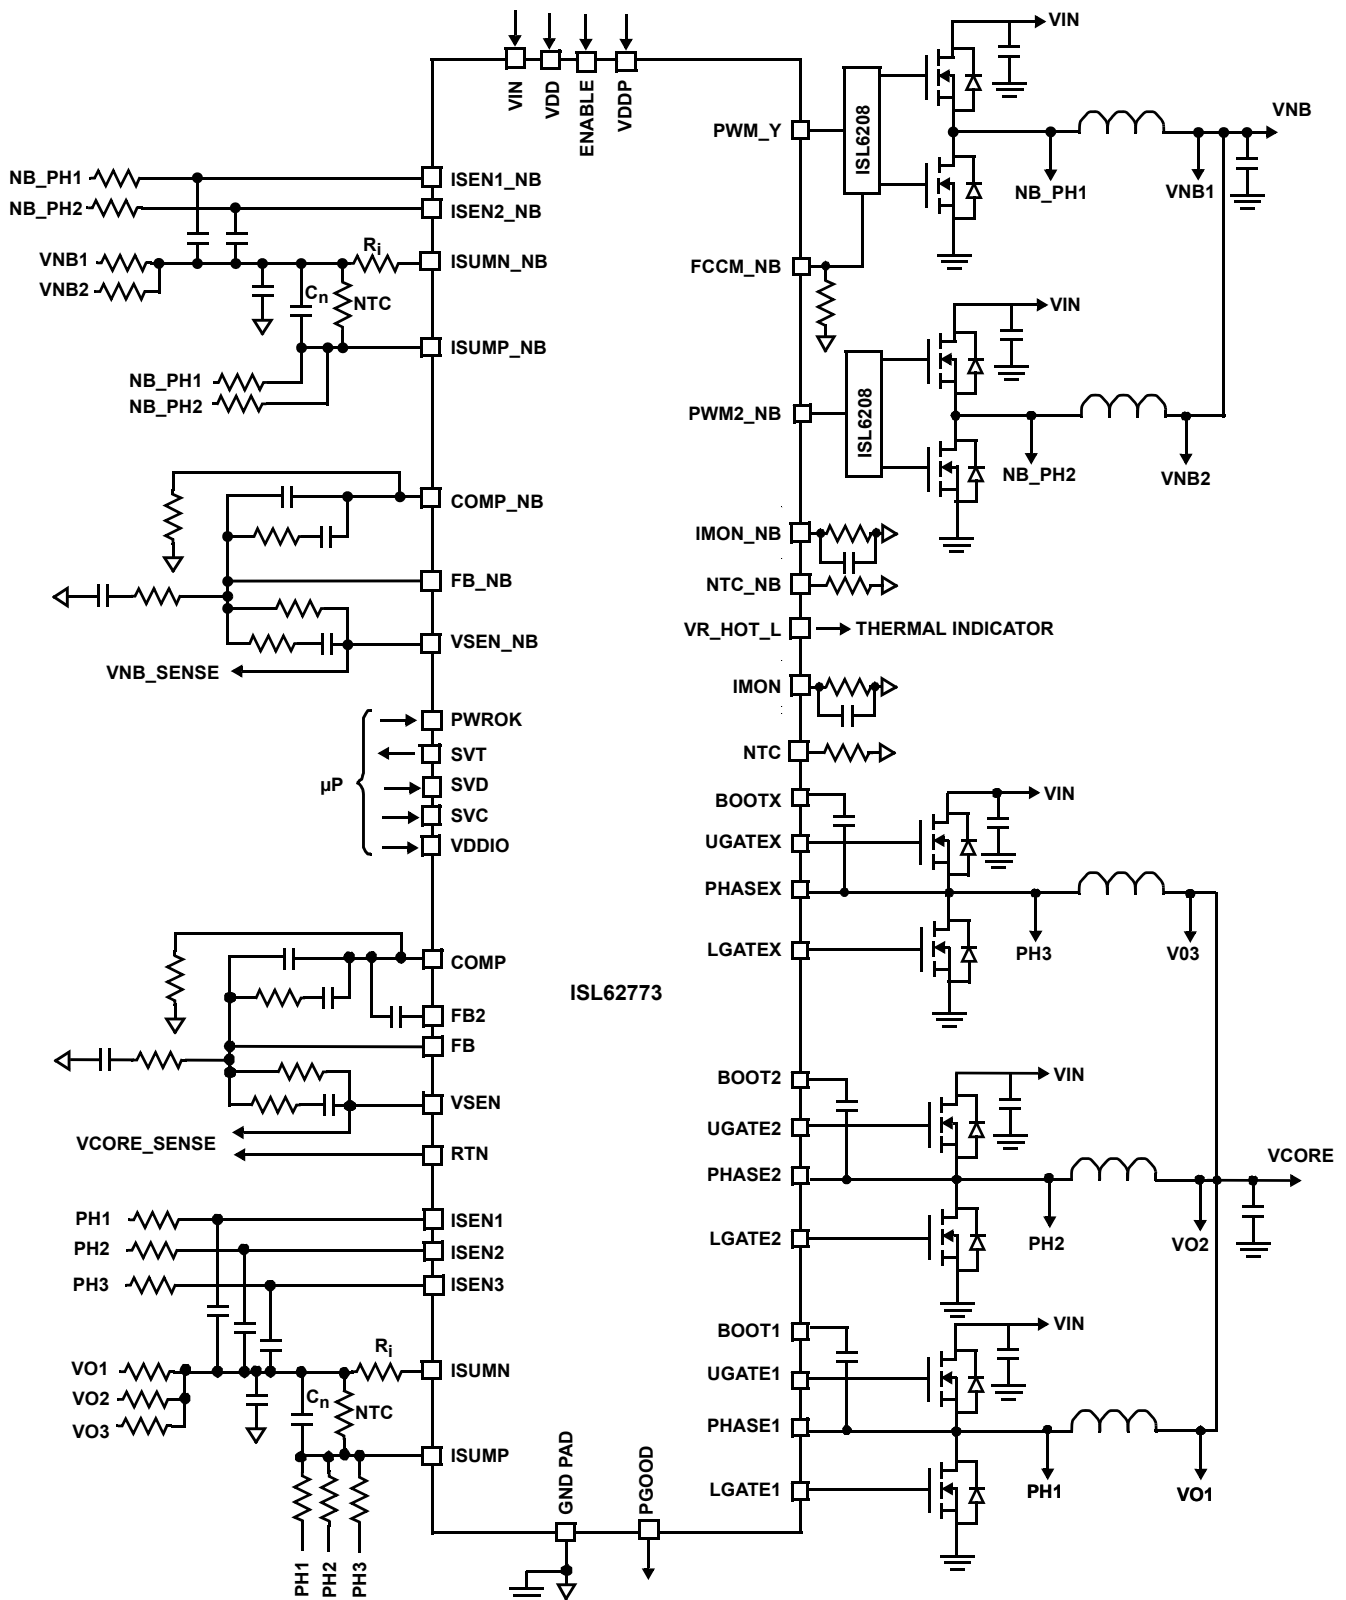 VIN
VDD
ENABLE
VDDP
VIN
PWM_Y
ISL6208
VNB
NB_PH1
VNB1
NB_PH1
ISEN1_NB
NB_PH2
ISEN2_NB
VNB1
VNB2
Ri
ISUMN_NB
FCCM_NB
Cn
NTC
ISUMP_NB
NB_PH1
NB_PH2
VIN
PWM2_NB
ISL6208
NB_PH2
VNB2
COMP_NB
IMON_NB
FB_NB
NTC_NB
VR_HOT_L
THERMAL INDICATOR
VSEN_NB
VNB_SENSE
IMON
µP
PWROK
SVT
SVD
SVC
VDDIO
NTC
BOOTX
VIN
UGATEX
PHASEX
LGATEX
PH3
V03
COMP
FB2
FB
ISL62773
VSEN
VCORE_SENSE
RTN
BOOT2
VIN
UGATE2
PHASE2
VCORE
LGATE2
PH2
VO2
PH1
ISEN1
PH2
ISEN2
PH3
ISEN3
BOOT1
VIN
VO1
VO2
VO3
Ri
ISUMN
UGATE1
Cn
NTC
PHASE1
ISUMP
LGATE1
PH1
VO1
GND PAD
PGOOD
PH1
PH2
PH3